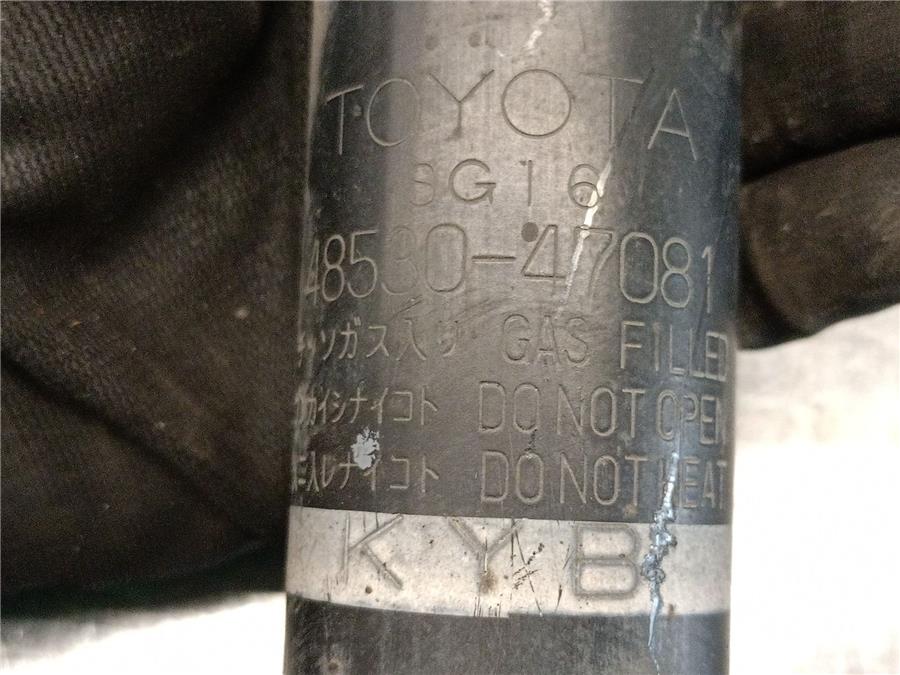 TOYOTA
8G16
48530-47081
ガス入り GAS FILLED
カイシナイコト DO NOT OPEN
入レナイコト DO NOT HEAT
KYB